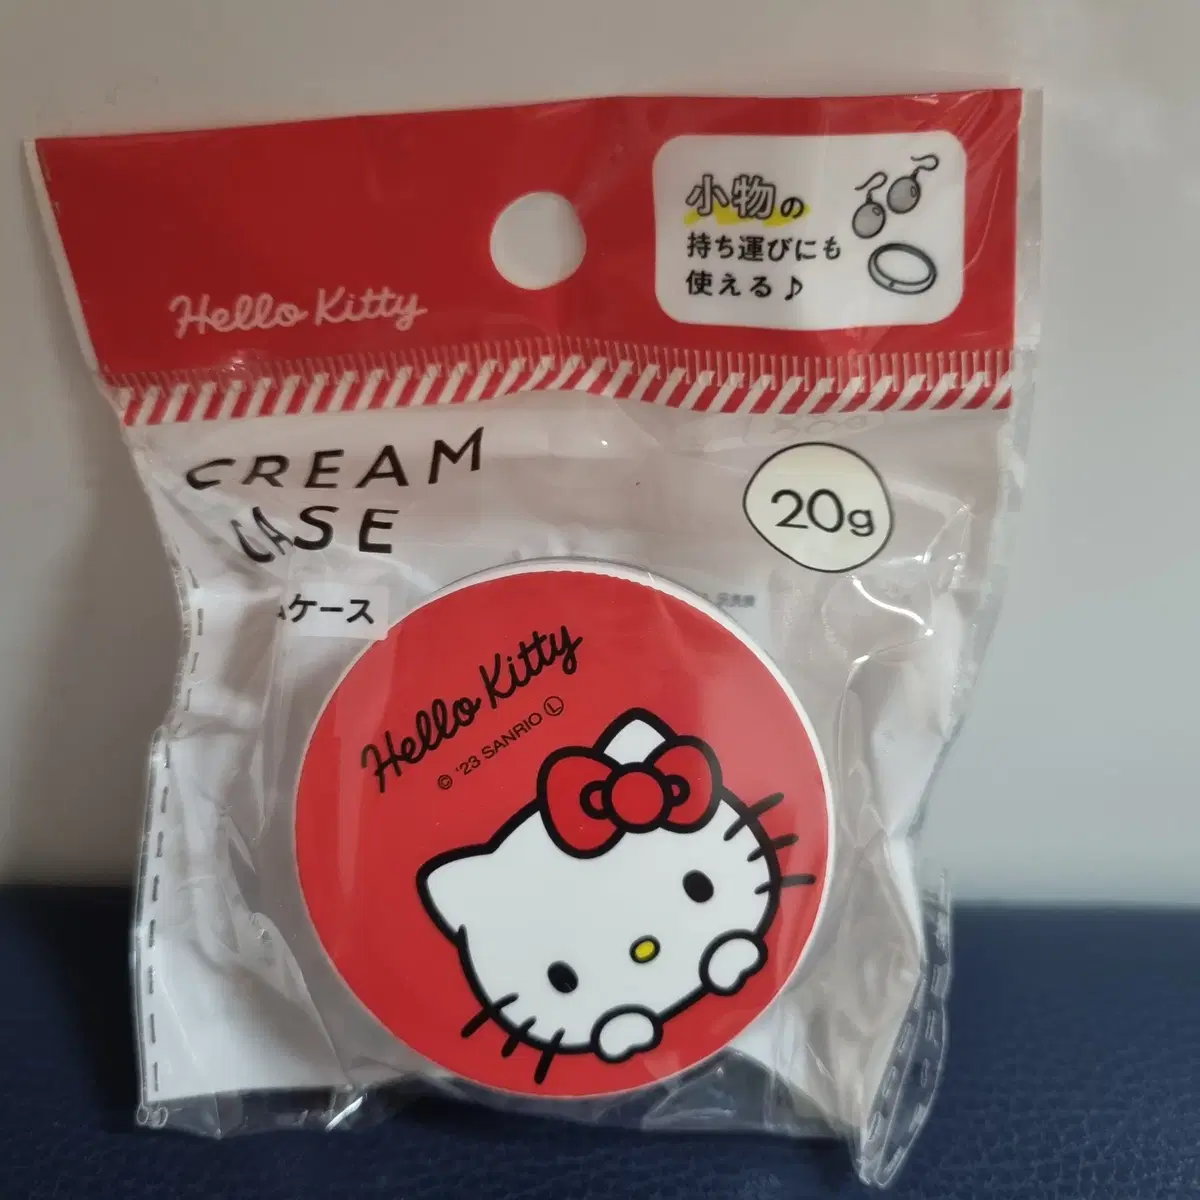 Hello Kitty
小物の
持ち運びにも
使える♪
CREAM
CASE
20g
ケース
Hello Kitty
© '23 SANRIO Ⓛ